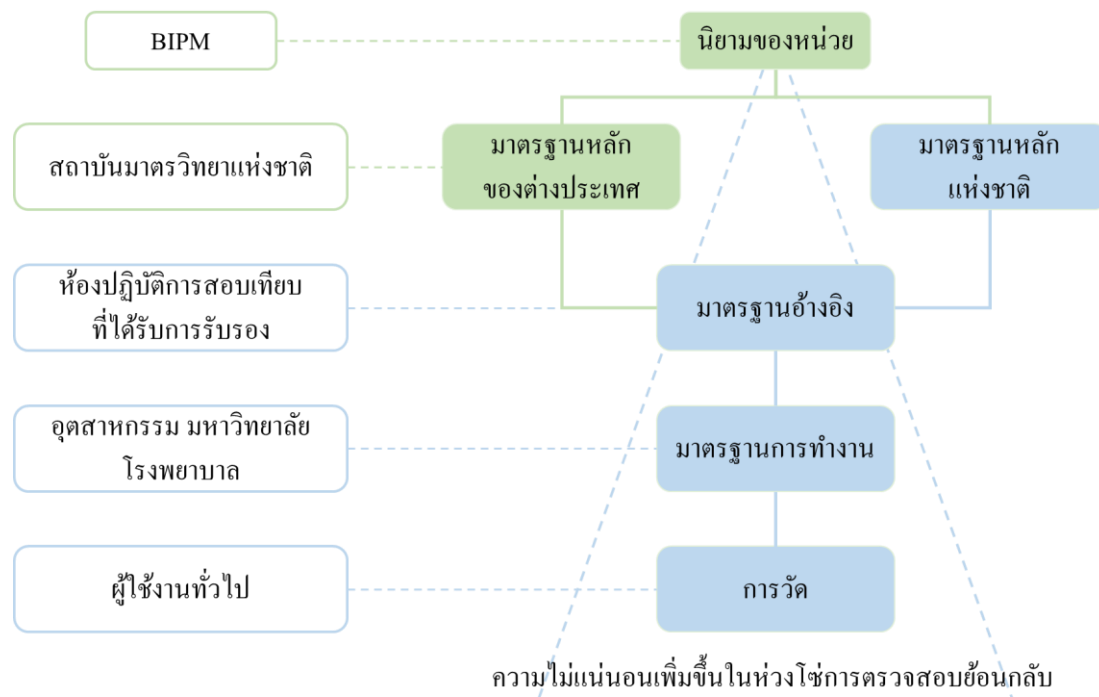 BIPM
นิยามของหน่วย
สถาบันมาตรวิทยาแห่งชาติ
มาตรฐานหลัก
ของต่างประเทศ
มาตรฐานหลัก
แห่งชาติ
ห้องปฏิบัติการสอบเทียบ
ที่ได้รับการรับรอง
มาตรฐานอ้างอิง
อุตสาหกรรม มหาวิทยาลัย
โรงพยาบาล
มาตรฐานการทำงาน
ผู้ใช้งานทั่วไป
การวัด
ความไม่แน่นอนเพิ่มขึ้นในห่วงโซ่การตรวจสอบย้อนกลับ